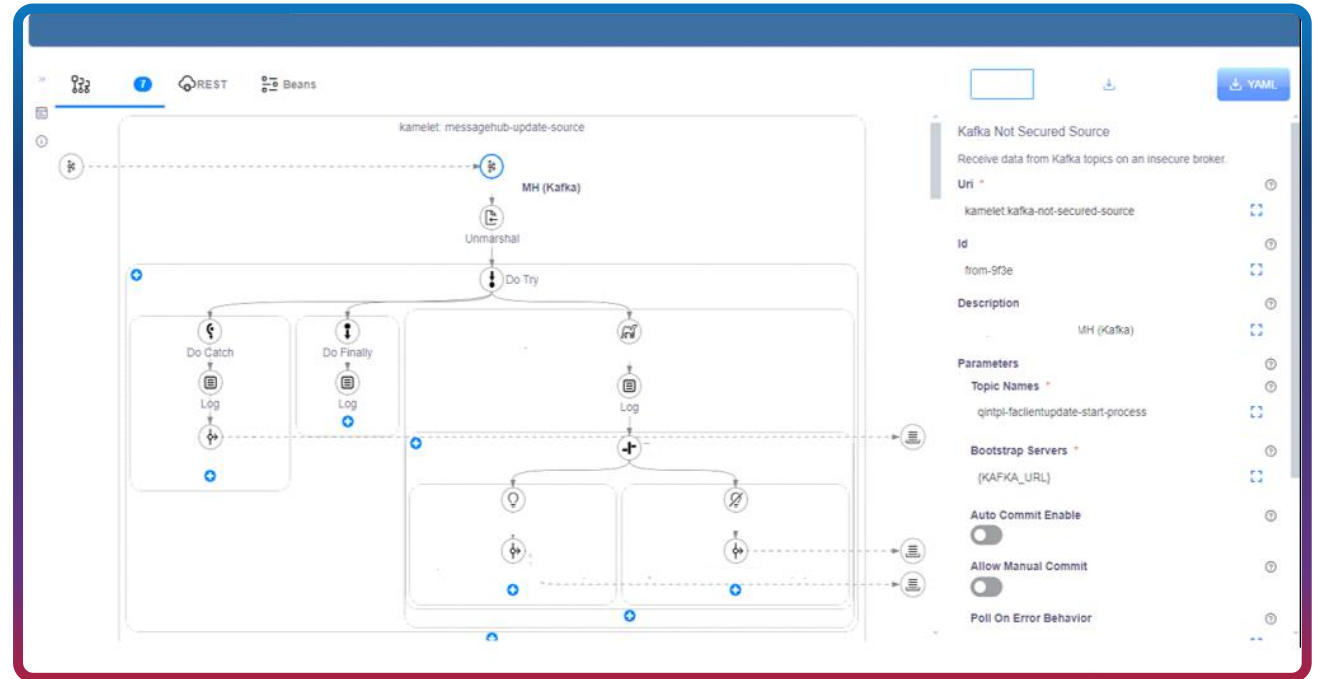 7
REST
Beans
YAML
kamelet: messagehub-update-source
MH (Kafka)
Unmarshal
Do Try
Do Catch
Do Finally
Log
Log
Log
Kafka Not Secured Source
Receive data from Kafka topics on an insecure broker.
Uri *
kamelet:kafka-not-secured-source
Id
from-9f3e
Description
MH (Kafka)
Parameters
Topic Names *
qintpl-faclientupdate-start-process
Bootstrap Servers *
{KAFKA_URL}
Auto Commit Enable
Allow Manual Commit
Poll On Error Behavior